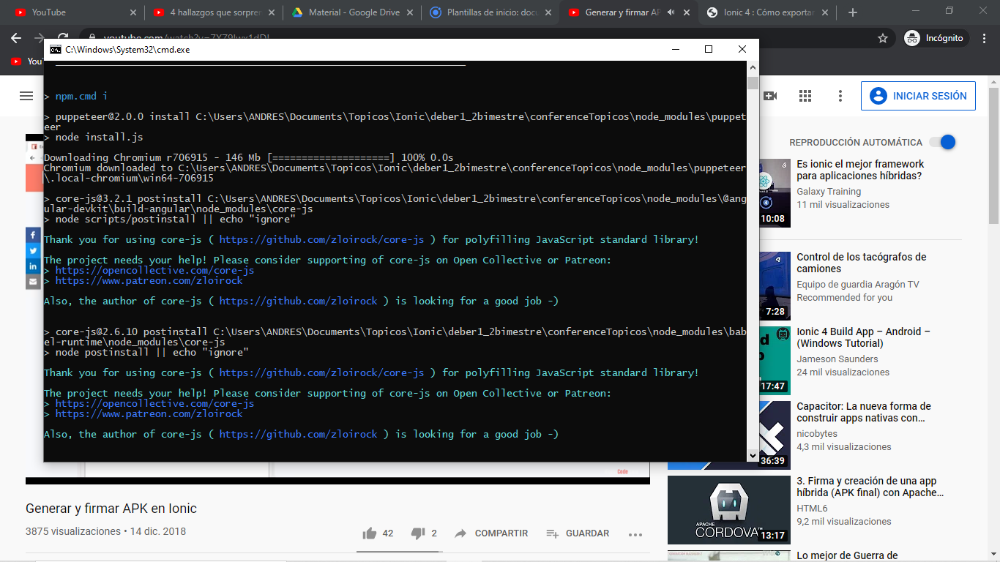 YouTube
4 hallazgos que sorprer
Material - Google Drive
Plantillas de inicio: docu
Generar y firmar AP
Ionic 4 : Cómo exportar
youtube.com/watch?v=
Incógnito
You
C:\Windows\System32\cmd.exe
> npm.cmd i
> puppeteer@2.0.0 install C:\Users\ANDRES\Documents\Topicos\Ionic\deber1_2bimestre\conferenceTopicos\node_modules\puppet
eer
> node install.js
Downloading Chromium r706915 - 146 Mb [====================] 100% 0.0s
Chromium downloaded to C:\Users\ANDRES\Documents\Topicos\Ionic\deber1_2bimestre\conferenceTopicos\node_modules\puppeteer
\.local-chromium\win64-706915
> core-js@3.2.1 postinstall C:\Users\ANDRES\Documents\Topicos\Ionic\deber1_2bimestre\conferenceTopicos\node_modules\@ang
ular-devkit\build-angular\node_modules\core-js
> node scripts/postinstall || echo "ignore"
Thank you for using core-js ( https://github.com/zloirock/core-js ) for polyfilling JavaScript standard library!
The project needs your help! Please consider supporting of core-js on Open Collective or Patreon:
> https://opencollective.com/core-js
> https://www.patreon.com/zloirock
Also, the author of core-js ( https://github.com/zloirock ) is looking for a good job -)
> core-js@2.6.10 postinstall C:\Users\ANDRES\Documents\Topicos\Ionic\deber1_2bimestre\conferenceTopicos\node_modules\bab
el-runtime\node_modules\core-js
> node postinstall || echo "ignore"
Thank you for using core-js ( https://github.com/zloirock/core-js ) for polyfilling JavaScript standard library!
The project needs your help! Please consider supporting of core-js on Open Collective or Patreon:
> https://opencollective.com/core-js
> https://www.patreon.com/zloirock
Also, the author of core-js ( https://github.com/zloirock ) is looking for a good job -)
Code
Generar y firmar APK en Ionic
3875 visualizaciones • 14 dic. 2018
42
2
COMPARTIR
GUARDAR
INICIAR SESIÓN
REPRODUCCIÓN AUTOMÁTICA
10:08
Es ionic el mejor framework
para aplicaciones híbridas?
Galaxy Training
11 mil visualizaciones
7:28
Control de los tacógrafos de
camiones
Equipo de guardia Aragón TV
Recommended for you
17:47
Ionic 4 Build App – Android –
(Windows Tutorial)
Jameson Saunders
24 mil visualizaciones
36:39
Capacitor: La nueva forma de
construir apps nativas con...
nicobytes
4,3 mil visualizaciones
APACHE
CORDOVA™
13:17
3. Firma y creación de una app
híbrida (APK final) con Apache...
HTML6
9,2 mil visualizaciones
Lo mejor de Guerra de